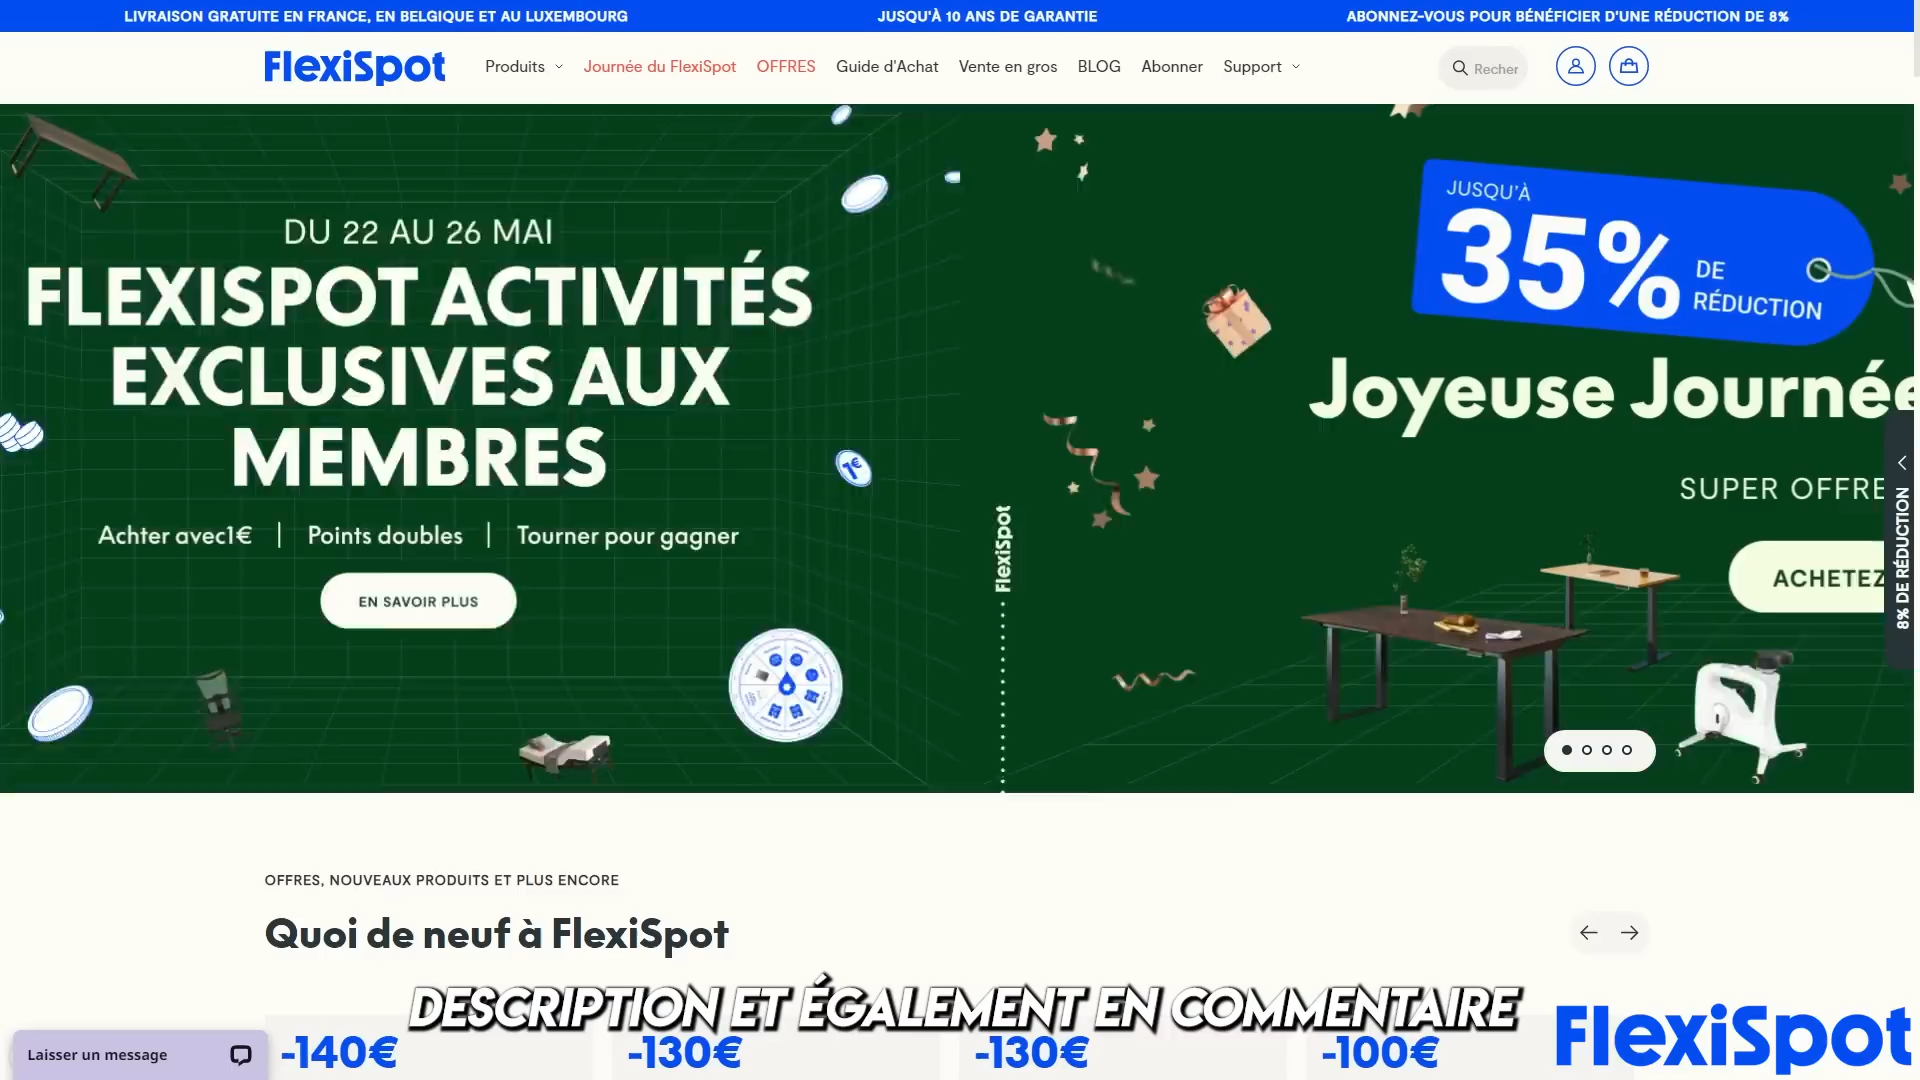 LIVRAISON GRATUITE EN FRANCE, EN BELGIQUE ET AU LUXEMBOURG
JUSQU'À 10 ANS DE GARANTIE
ABONNEZ-VOUS POUR BÉNÉFICIER D'UNE RÉDUCTION DE 8%
FlexiSpot
Produits
Journée du FlexiSpot
OFFRES
Guide d'Achat
Vente en gros
BLOG
Abonner
Support
Recher
DU 22 AU 26 MAI
FLEXISPOT ACTIVITÉS
EXCLUSIVES AUX
MEMBRES
Achter avec1€ | Points doubles | Tourner pour gagner
EN SAVOIR PLUS
1€
FlexiSpot
JUSQU'À
35%
DE
RÉDUCTION
Joyeuse Journée
SUPER OFFRE
ACHETEZ
8% DE RÉDUCTION
OFFRES, NOUVEAUX PRODUITS ET PLUS ENCORE
Quoi de neuf à FlexiSpot
DESCRIPTION ET ÉGALEMENT EN COMMENTAIRE
Laisser un message
-140€
-130€
-130€
-100€
FlexiSpot